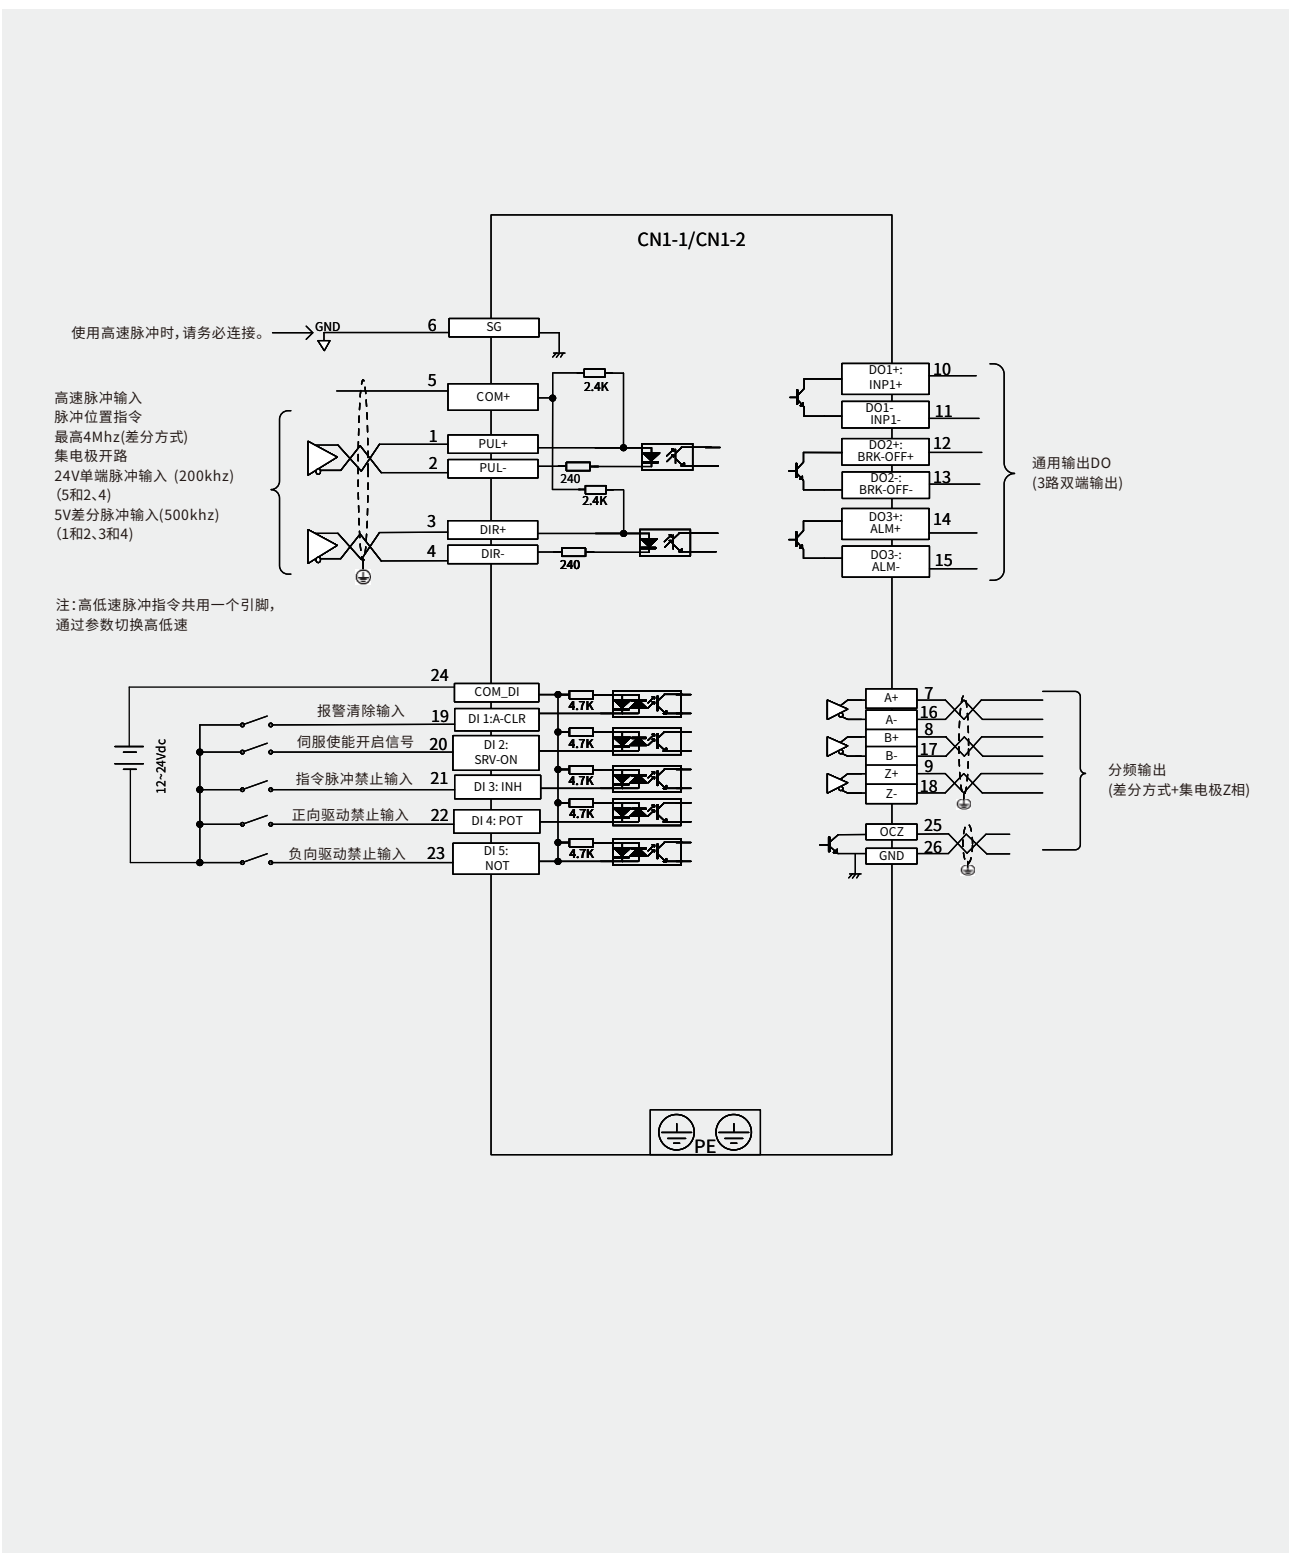 CN1-1/CN1-2
使用高速脉冲时，请务必连接。
GND
6
SG
5
COM+
2.4K
高速脉冲输入
脉冲位置指令
最高4Mhz(差分方式)
集电极开路
24V单端脉冲输入 (200khz)
（5和2、4）
5V差分脉冲输入(500khz)
（1和2、3和4）
1
PUL+
2
PUL-
240
2.4K
3
DIR+
4
DIR-
240
注：高低速脉冲指令共用一个引脚，
通过参数切换高低速
DO1+:
INP1+
10
DO1-
INP1-
11
DO2+:
BRK-OFF+
12
DO2-:
BRK-OFF-
13
DO3+:
ALM+
14
DO3-:
ALM-
15
通用输出DO
(3路双端输出)
24
COM_DI
4.7K
报警清除输入
19
DI 1:A-CLR
伺服使能开启信号
20
DI 2:
SRV-ON
4.7K
指令脉冲禁止输入
21
DI 3: INH
4.7K
正向驱动禁止输入
22
DI 4: POT
4.7K
负向驱动禁止输入
23
DI 5:
NOT
4.7K
12~24Vdc
A+
7
A-
16
B+
8
B-
17
Z+
9
Z-
18
OCZ
25
GND
26
分频输出
(差分方式+集电极Z相)
PE